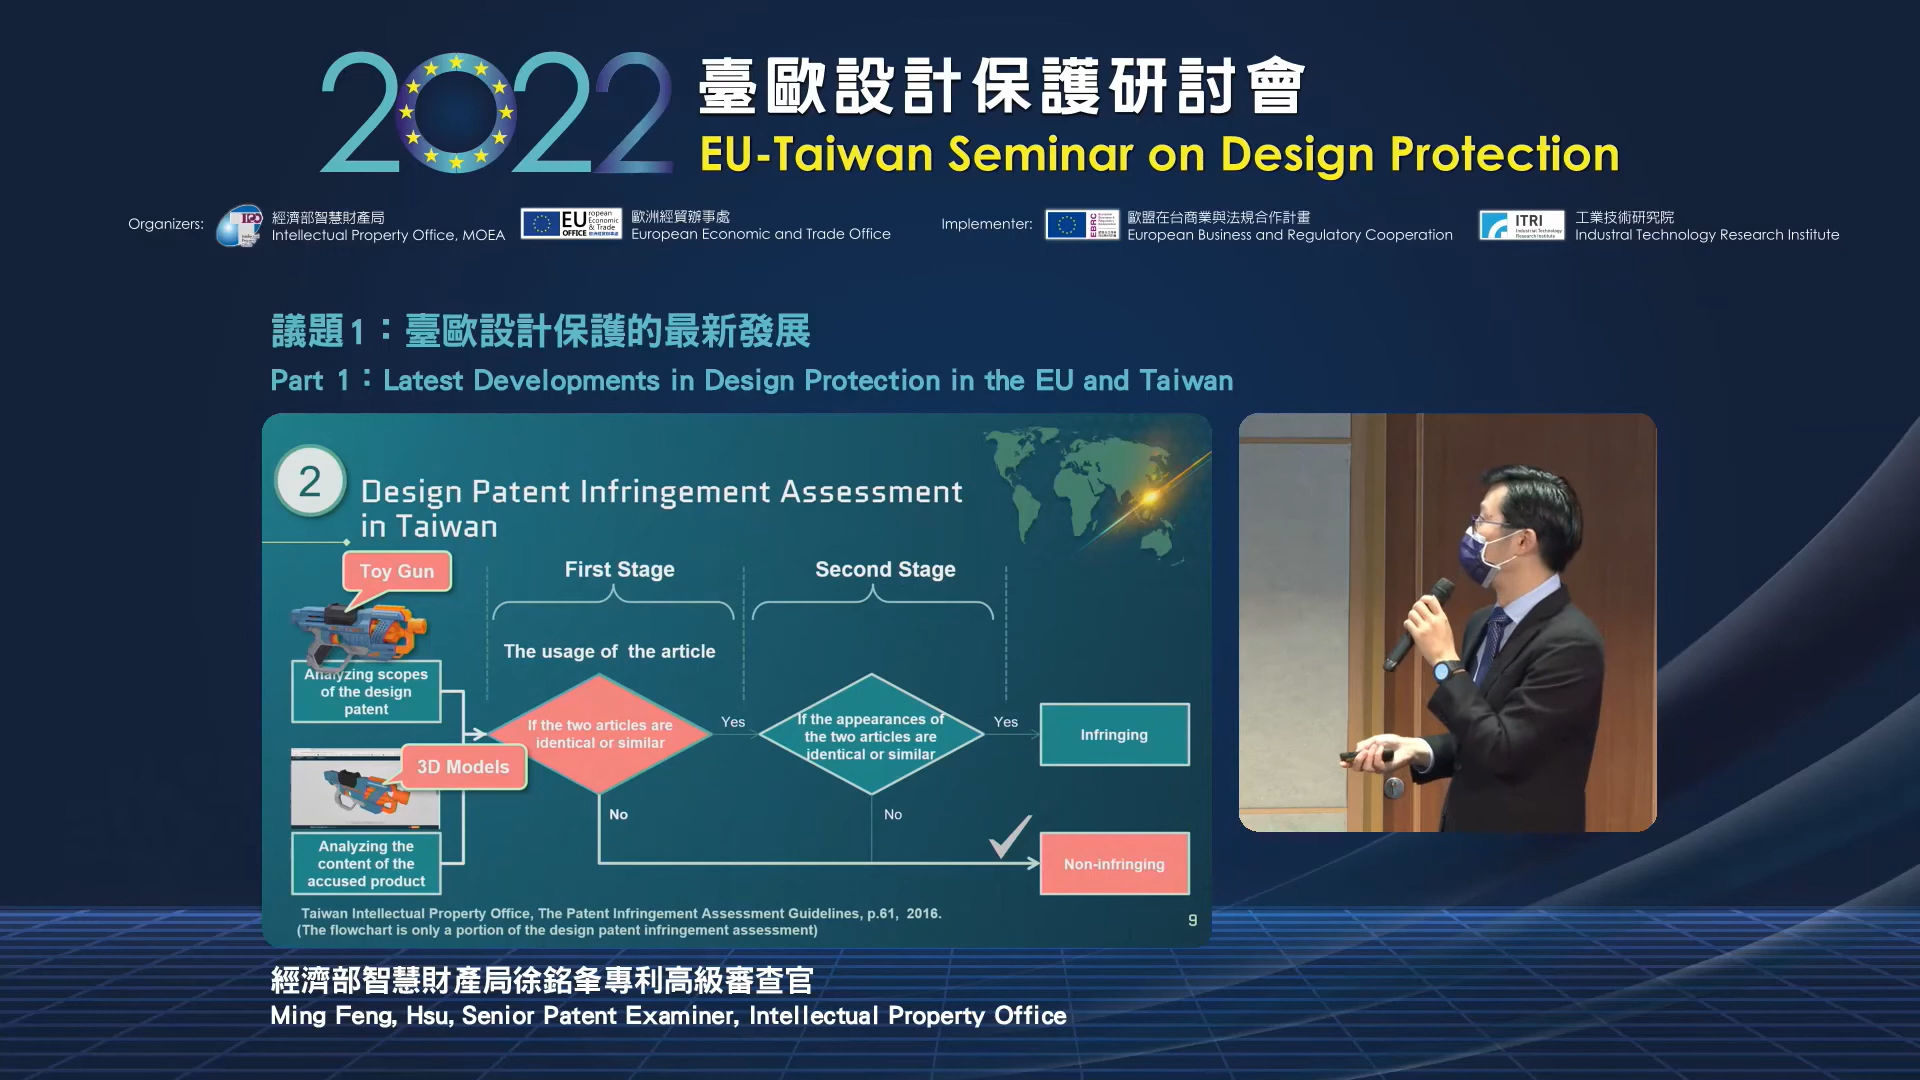 2022
臺歐設計保護研討會
EU-Taiwan Seminar on Design Protection
Organizers:
經濟部智慧財產局
Intellectual Property Office, MOEA
EUropean Economic & Trade OFFICE
歐洲經貿辦事處
European Economic and Trade Office
Implementer:
EBRC
歐盟在台商業與法規合作計畫
European Business and Regulatory Cooperation
ITRI
Industrial Technology
Research Institute
工業技術研究院
Industral Technology Research Institute
議題1：臺歐設計保護的最新發展
Part 1：Latest Developments in Design Protection in the EU and Taiwan
2
Design Patent Infringement Assessment
in Taiwan
Toy Gun
First Stage
Second Stage
The usage of the article
Analyzing scopes
of the design
patent
If the two articles are
identical or similar
Yes
If the appearances of
the two articles are
identical or similar
Yes
Infringing
3D Models
No
No
Analyzing the
content of the
accused product
Non-infringing
Taiwan Intellectual Property Office, The Patent Infringement Assessment Guidelines, p.61, 2016.
(The flowchart is only a portion of the design patent infringement assessment)
9
經濟部智慧財產局徐銘夆專利高級審查官
Ming Feng, Hsu, Senior Patent Examiner, Intellectual Property Office